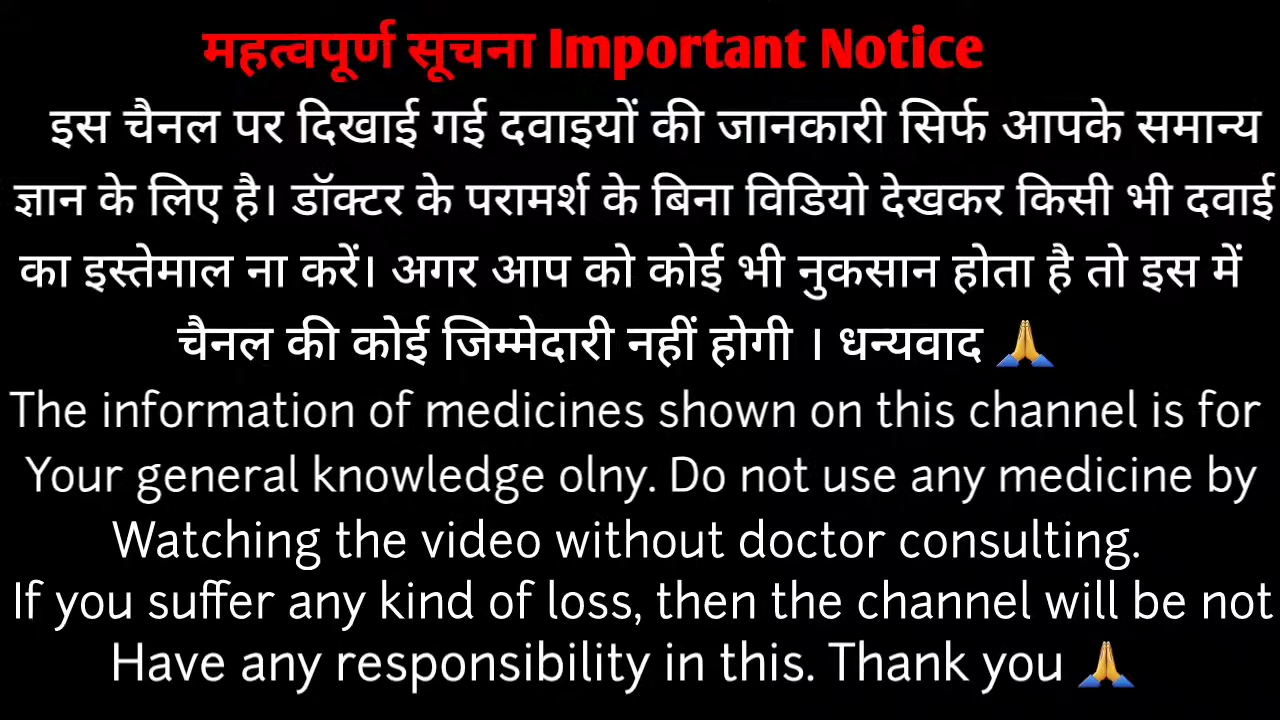 महत्वपूर्ण सूचना Important Notice
इस चैनल पर दिखाई गई दवाइयों की जानकारी सिर्फ आपके समान्य
ज्ञान के लिए है। डॉक्टर के परामर्श के बिना विडियो देखकर किसी भी दवाई
का इस्तेमाल ना करें। अगर आप को कोई भी नुकसान होता है तो इस में
चैनल की कोई जिम्मेदारी नहीं होगी । धन्यवाद 🙏
The information of medicines shown on this channel is for
Your general knowledge olny. Do not use any medicine by
Watching the video without doctor consulting.
If you suffer any kind of loss, then the channel will be not
Have any responsibility in this. Thank you 🙏